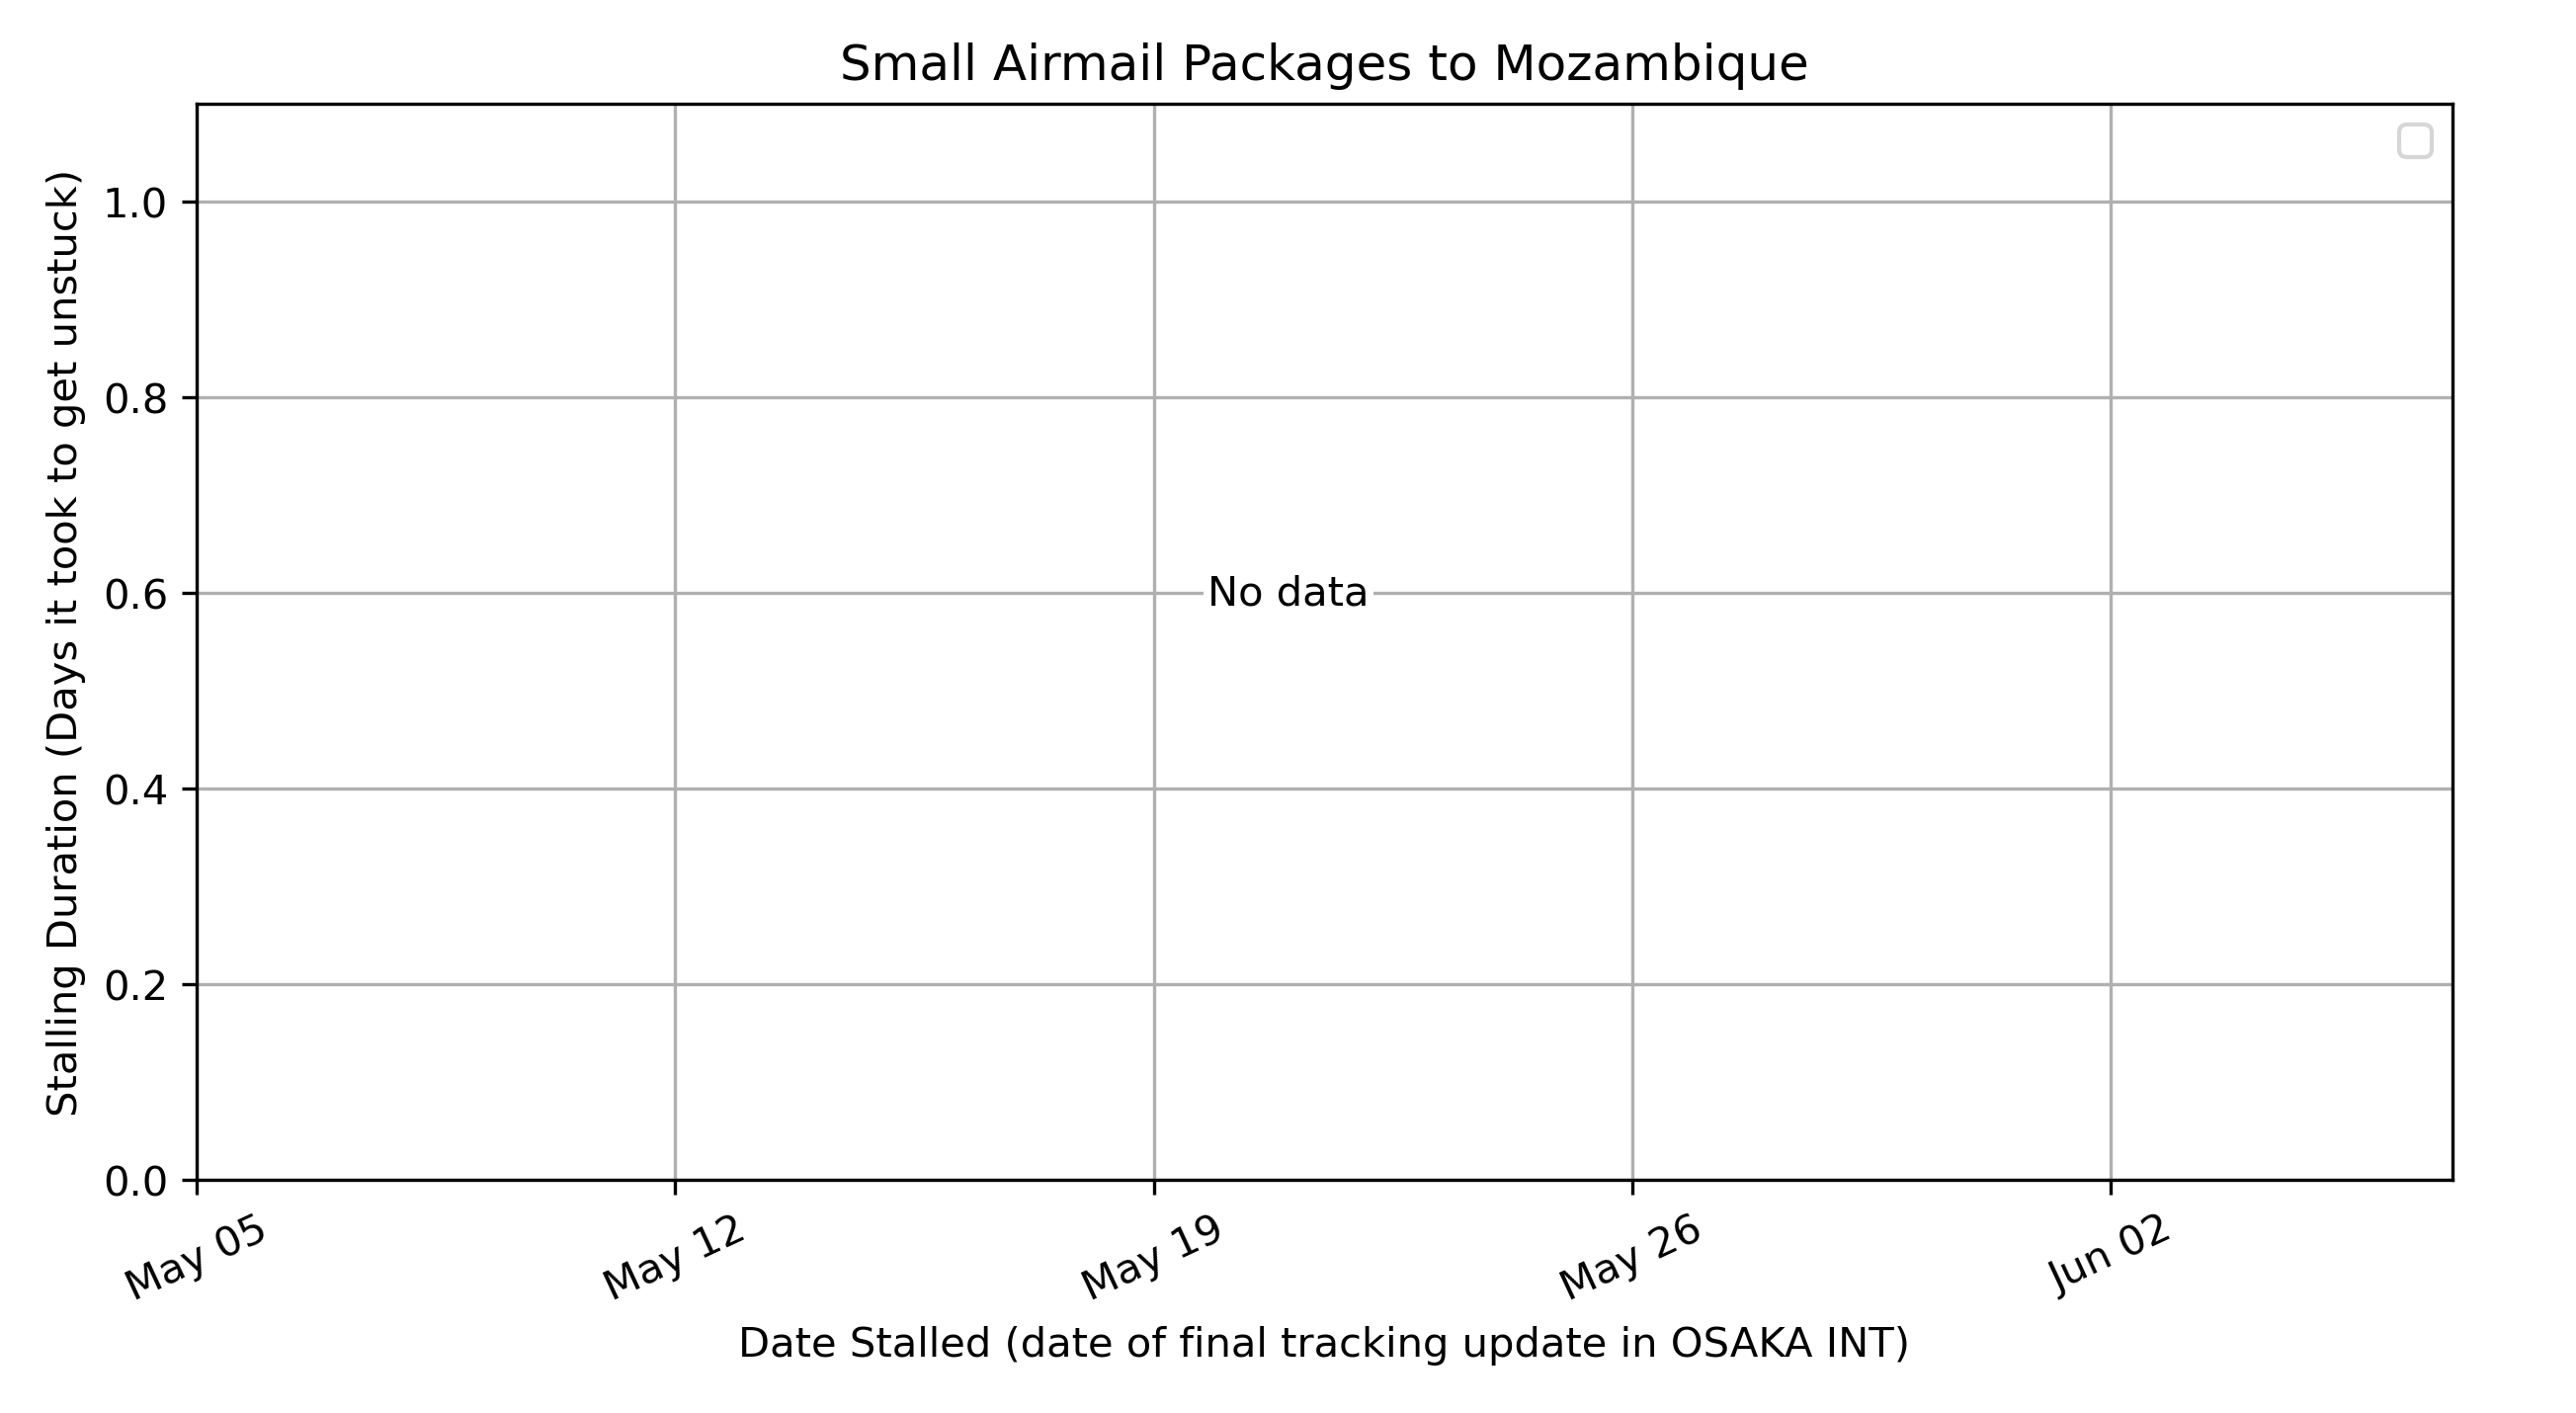 Small Airmail Packages to Mozambique
Stalling Duration (Days it took to get unstuck)
1.0
0.8
0.6
0.4
0.2
0.0
No data
May 05
May 12
May 19
May 26
Jun 02
Date Stalled (date of final tracking update in OSAKA INT)